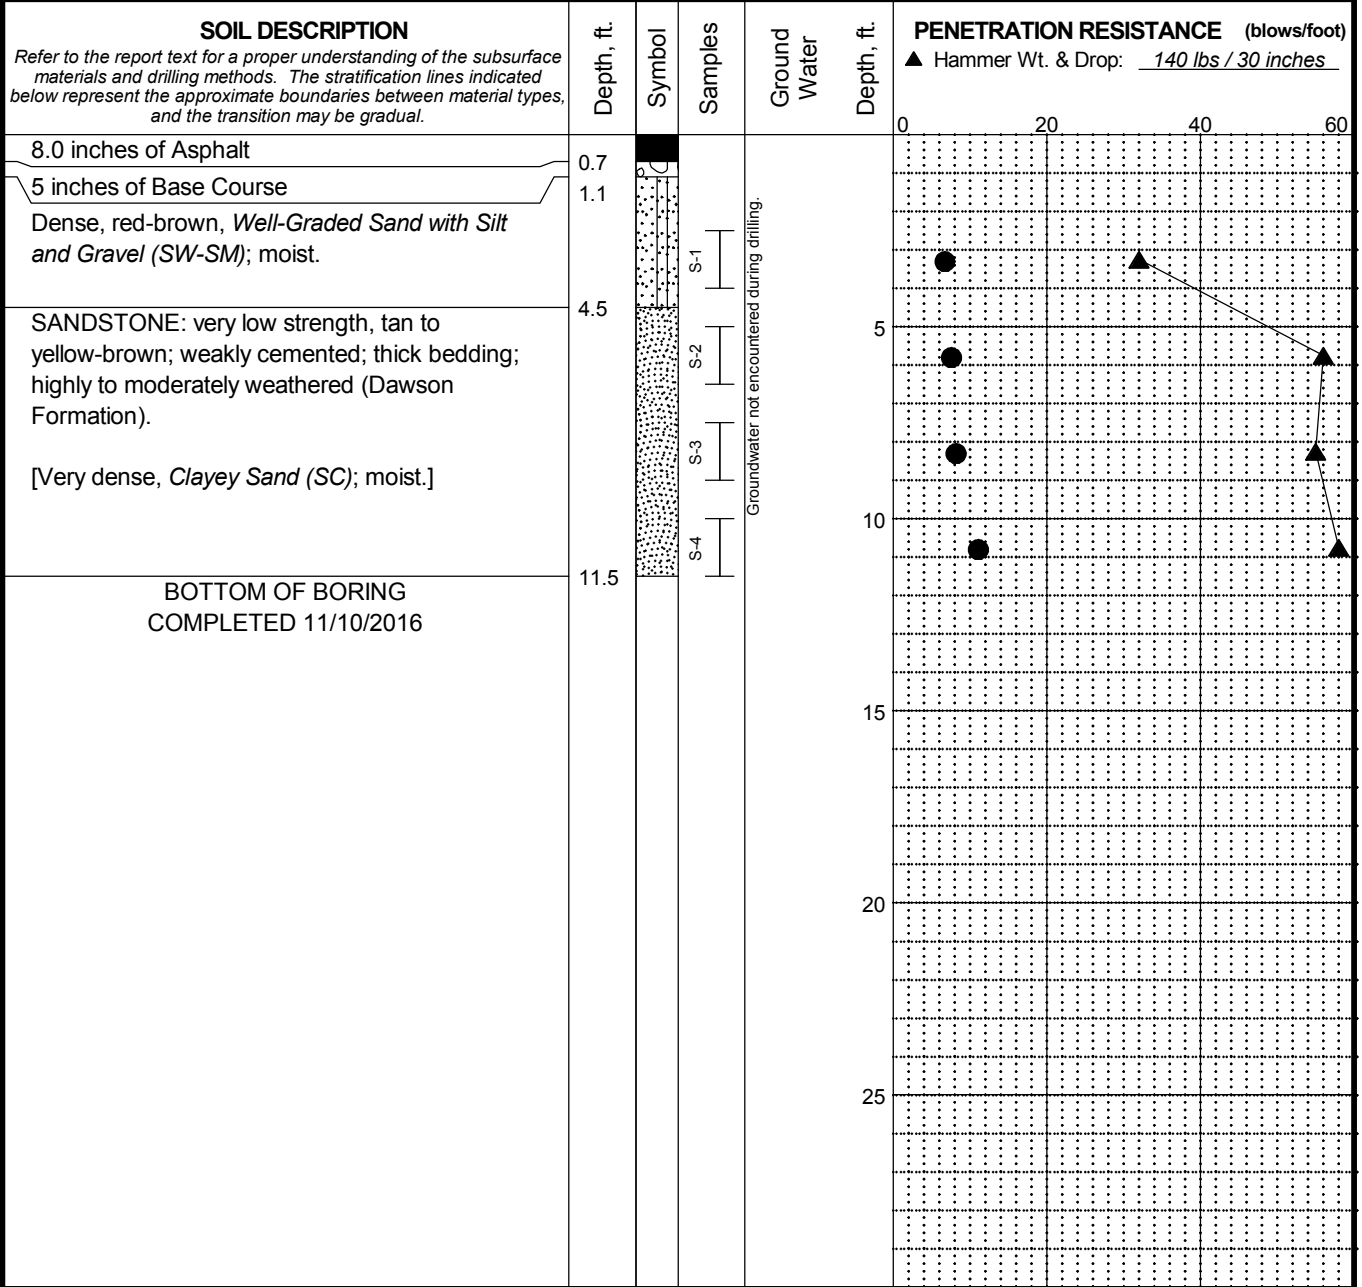 SOIL DESCRIPTION
Refer to the report text for a proper understanding of the subsurface
materials and drilling methods. The stratification lines indicated
below represent the approximate boundaries between material types,
and the transition may be gradual.
Depth, ft.
Symbol
Samples
Ground
Water
Depth, ft.
PENETRATION RESISTANCE (blows/foot)
▲ Hammer Wt. & Drop: 140 lbs / 30 inches
0 20 40 60
8.0 inches of Asphalt
0.7
5 inches of Base Course
1.1
Dense, red-brown, Well-Graded Sand with Silt
and Gravel (SW-SM); moist.
4.5
SANDSTONE: very low strength, tan to
yellow-brown; weakly cemented; thick bedding;
highly to moderately weathered (Dawson
Formation).
[Very dense, Clayey Sand (SC); moist.]
11.5
BOTTOM OF BORING
COMPLETED 11/10/2016
S-1
S-2
S-3
S-4
Groundwater not encountered during drilling.
5
10
15
20
25